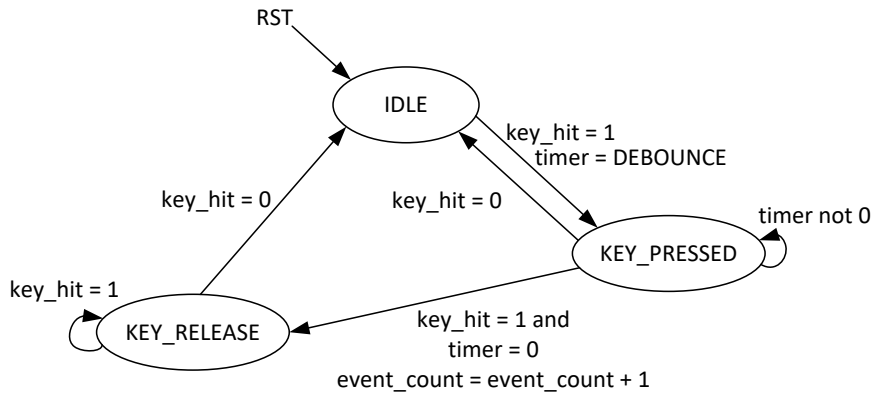 RST
IDLE
key_hit = 1
timer = DEBOUNCE
key_hit = 0
key_hit = 0
timer not 0
KEY_PRESSED
key_hit = 1
KEY_RELEASE
key_hit = 1 and
timer = 0
event_count = event_count + 1